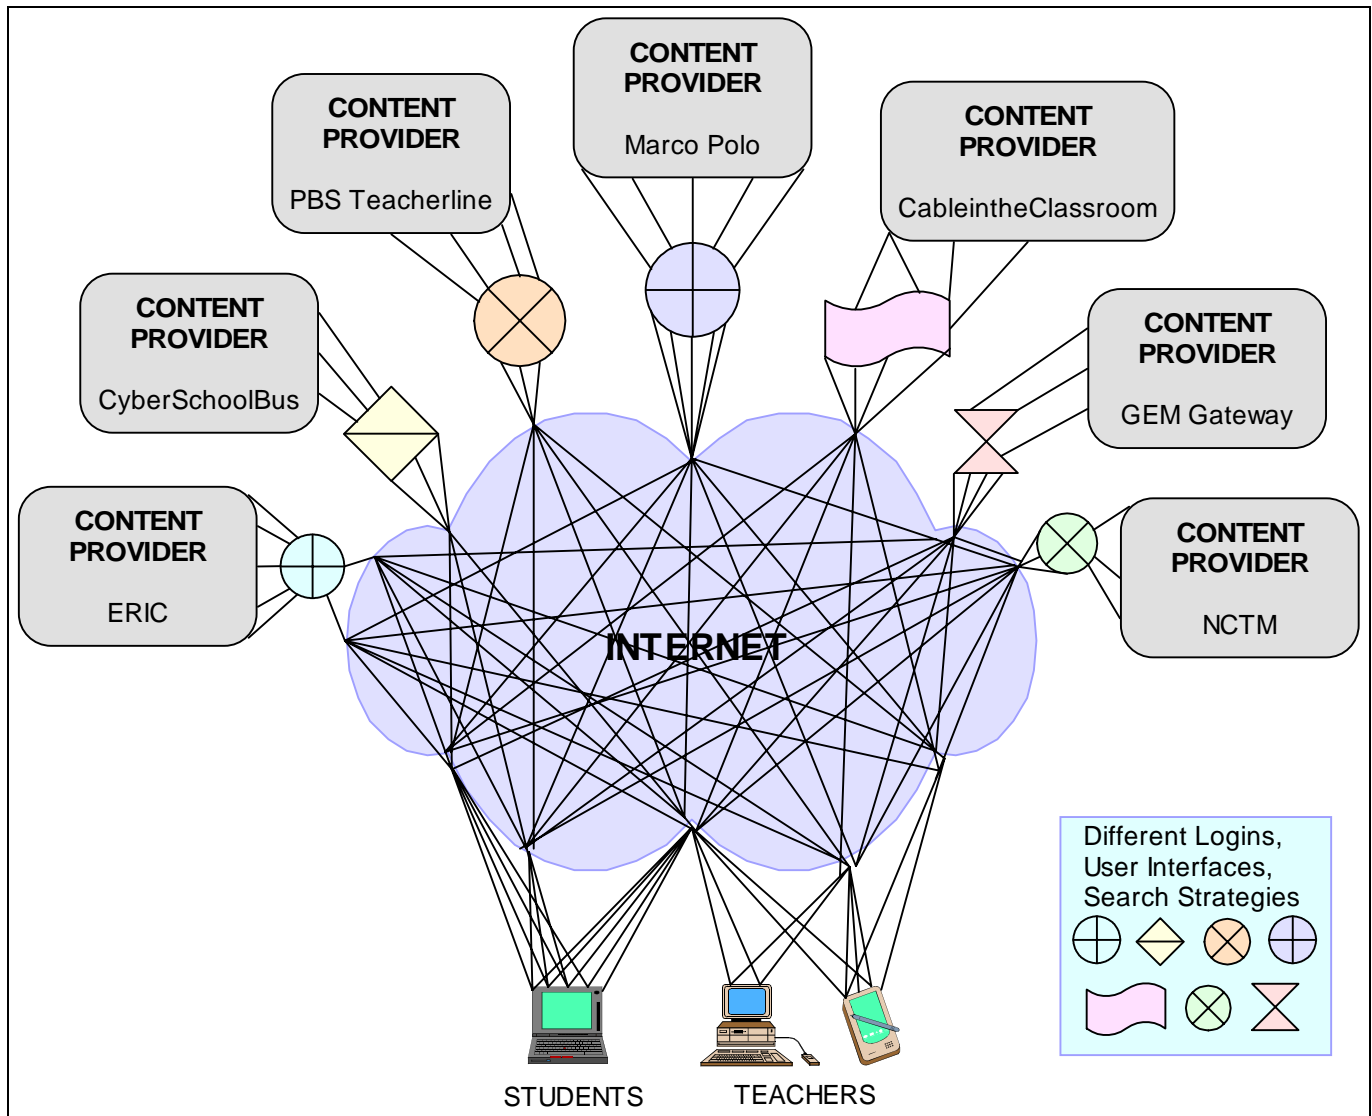 CONTENT
PROVIDER
Marco Polo
CONTENT
PROVIDER
PBS Teacherline
CONTENT
PROVIDER
CableintheClassroom
CONTENT
PROVIDER
CyberSchoolBus
CONTENT
PROVIDER
GEM Gateway
CONTENT
PROVIDER
ERIC
CONTENT
PROVIDER
NCTM
INTERNET
Different Logins,
User Interfaces,
Search Strategies
STUDENTS
TEACHERS